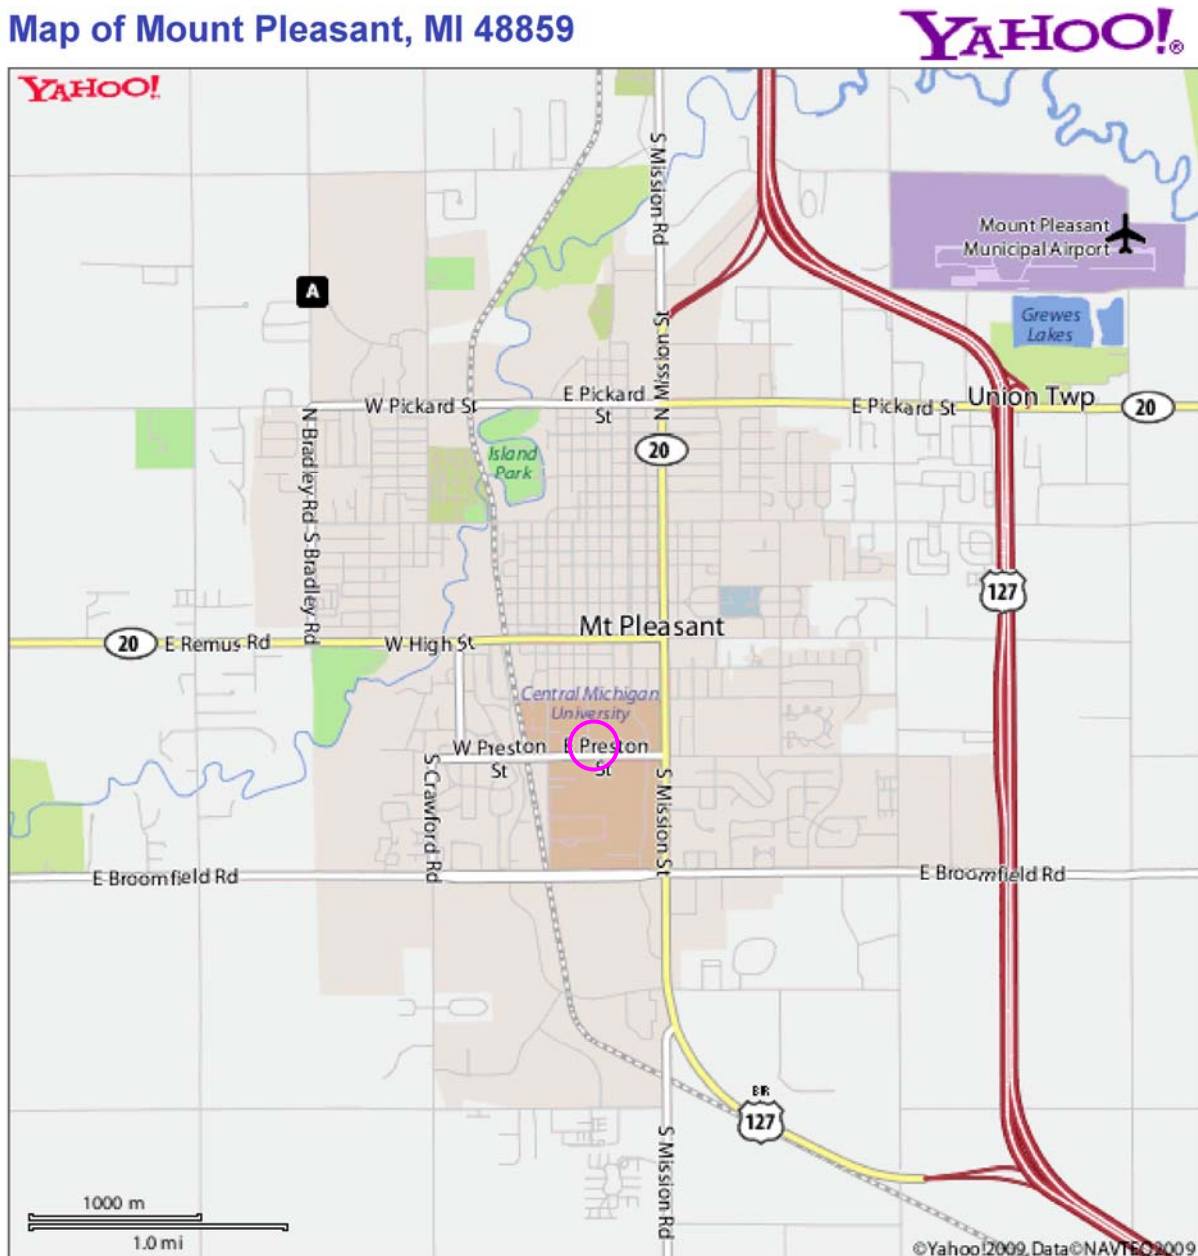 Map of Mount Pleasant, MI 48859
YAHOO!®
YAHOO!
S Mission Rd
Mount Pleasant
Municipal Airport
A
Grewes
Lakes
N Mission St
W Pickard St
E Pickard
St
E Pickard St
Union Twp
20
N Bradley Rd
20
Island
Park
S Bradley Rd
127
Mt Pleasant
20
E Remus Rd
W High St
Central Michigan
University
W Preston
St
E Preston
St
S Crawford Rd
S Mission St
E Broomfield Rd
E Broomfield Rd
BR
127
S Mission Rd
1000 m
1.0 mi
©Yahoo!2009, Data©NAVTEQ2009